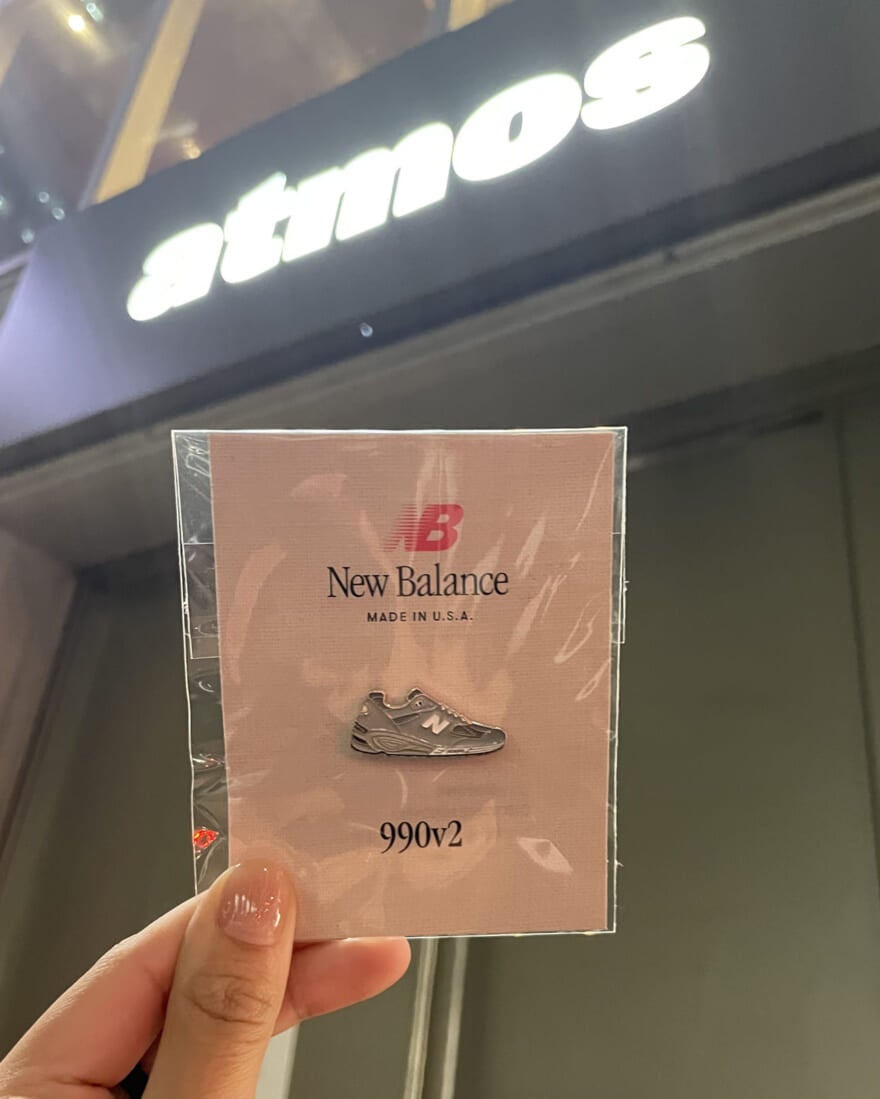 atmos
NB
New Balance
MADE IN U.S.A.
N
990v2